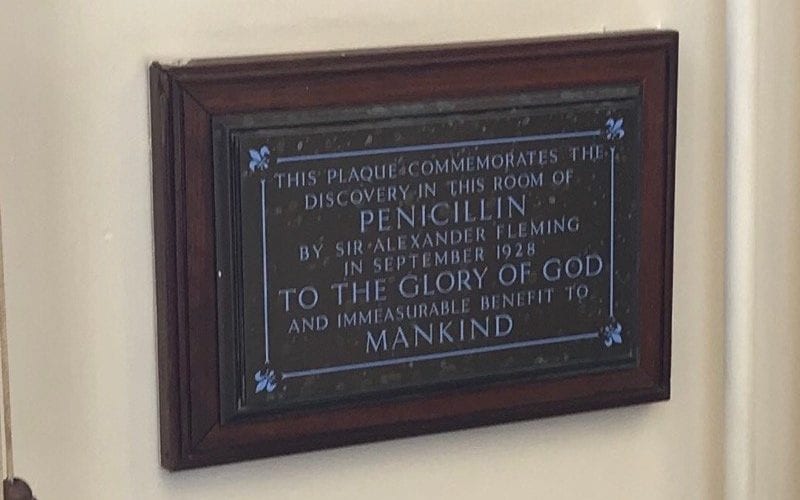 THIS PLAQUE COMMEMORATES THE
DISCOVERY IN THIS ROOM OF
PENICILLIN
BY SIR ALEXANDER FLEMING
IN SEPTEMBER 1928
TO THE GLORY OF GOD
AND IMMEASURABLE BENEFIT TO
MANKIND